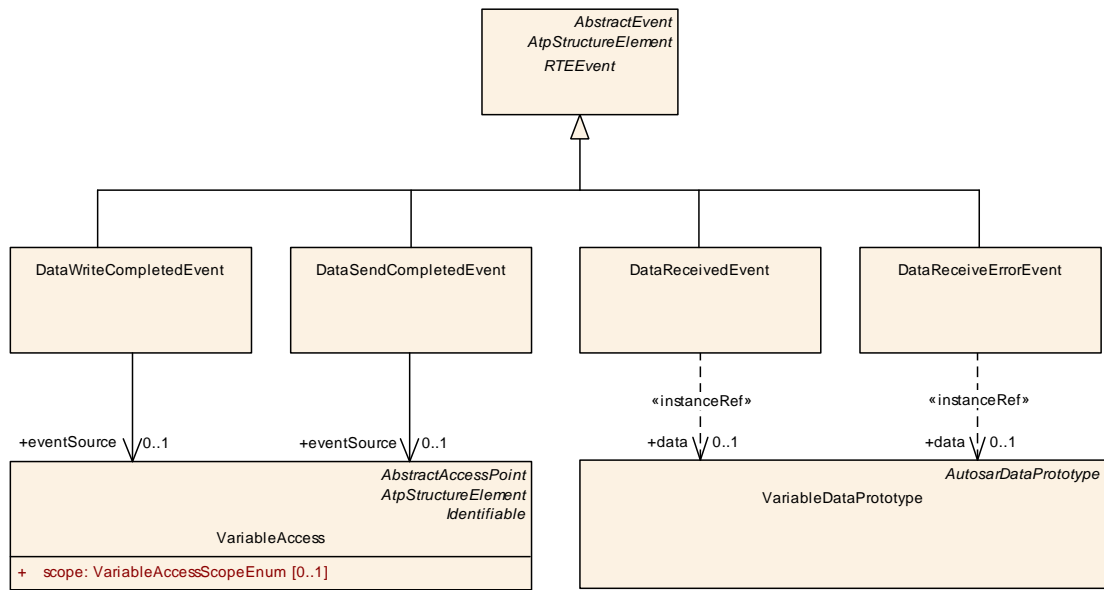 AbstractEvent
AtpStructureElement
RTEEvent
DataWriteCompletedEvent
DataSendCompletedEvent
DataReceivedEvent
DataReceiveErrorEvent
«instanceRef»
«instanceRef»
+eventSource
0..1
+eventSource
0..1
+data
0..1
+data
0..1
AbstractAccessPoint
AtpStructureElement
Identifiable
VariableAccess
+ scope: VariableAccessScopeEnum [0..1]
AutosarDataPrototype
VariableDataPrototype